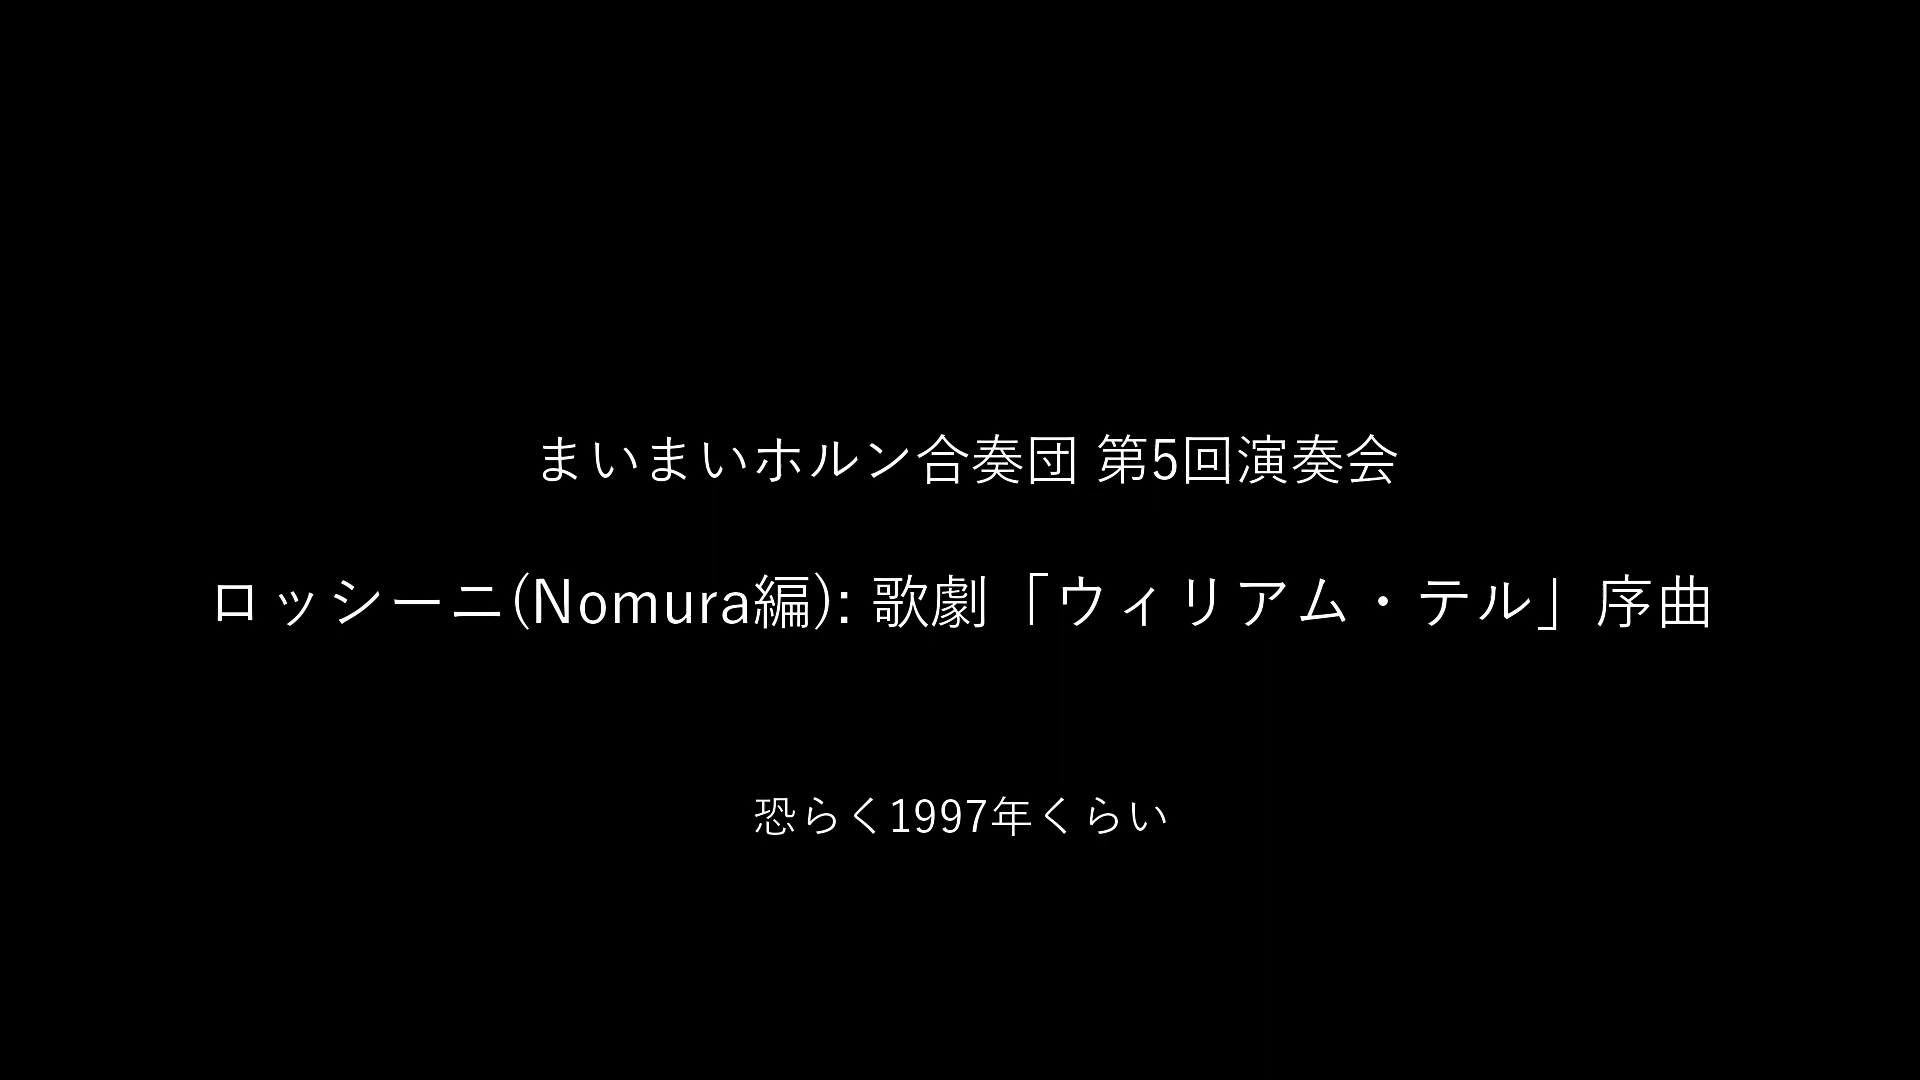 まいまいホルン合奏団 第5回演奏会
ロッシーニ(Nomura編): 歌劇「ウィリアム・テル」序曲
恐らく1997年くらい